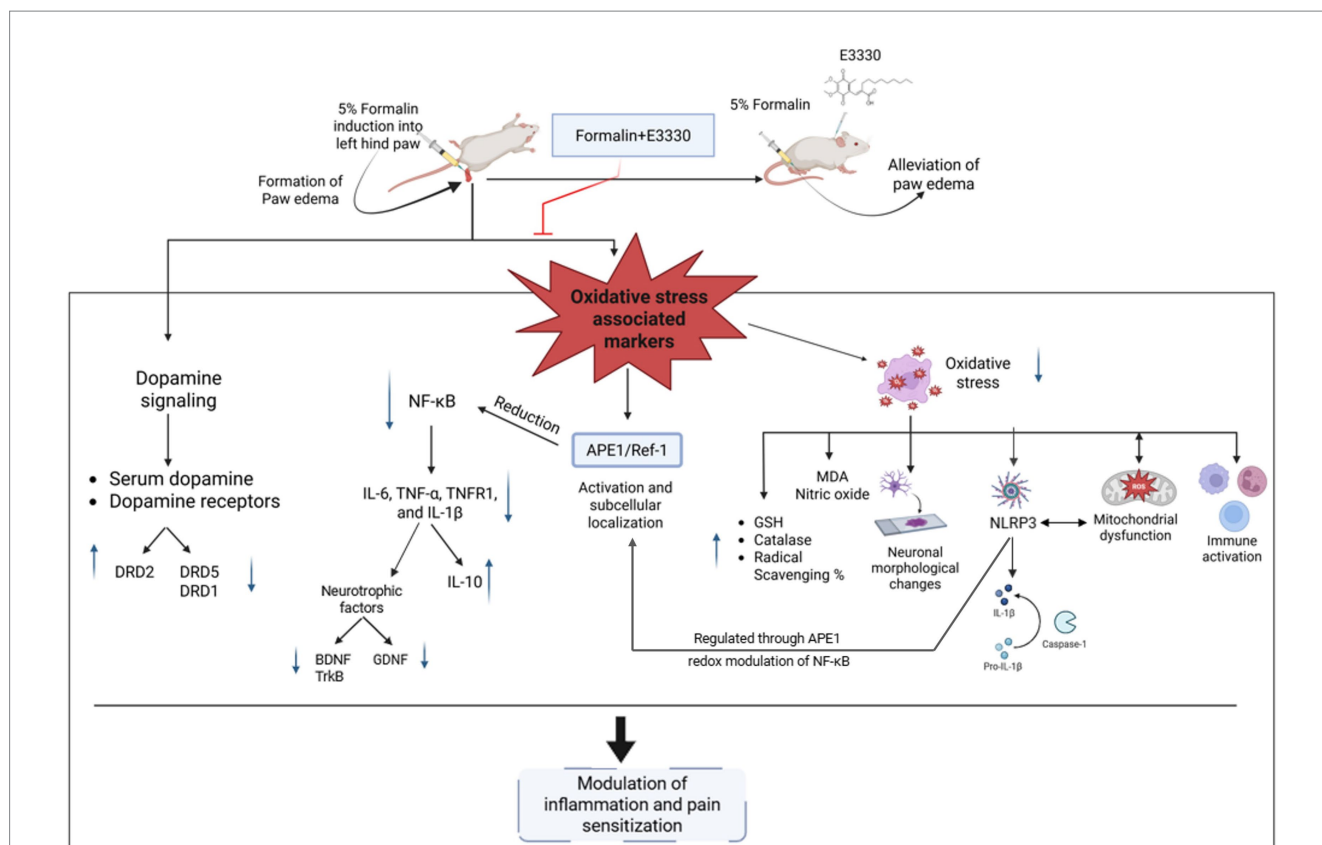 E3330
5% Formalin
induction into
left hind paw
Formation of
Paw edema
Formalin+E3330
5% Formalin
Alleviation of
paw edema
Oxidative stress
associated
markers
Dopamine
signaling
• Serum dopamine
• Dopamine receptors
DRD2
DRD5
DRD1
NF-κB
Reduction
IL-6, TNF-α, TNFR1,
and IL-1β
IL-10
Neurotrophic
factors
BDNF
TrkB
GDNF
APE1/Ref-1
Activation and
subcellular
localization
Oxidative
stress
• GSH
• Catalase
• Radical
Scavenging %
MDA
Nitric oxide
Neuronal
morphological
changes
NLRP3
ROS
Mitochondrial
dysfunction
Immune
activation
IL-1β
Caspase-1
Pro-IL-1β
Regulated through APE1
redox modulation of NF-κB
Modulation of
inflammation and pain
sensitization